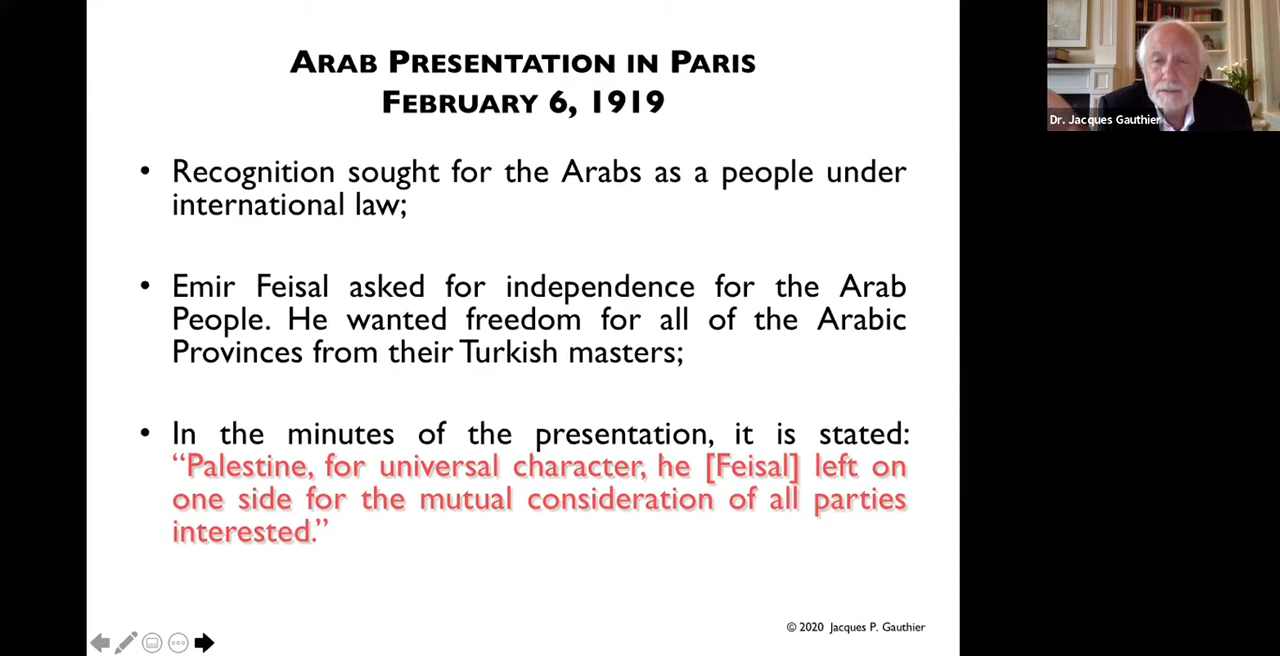 ARAB PRESENTATION IN PARIS
FEBRUARY 6, 1919
• Recognition sought for the Arabs as a people under
international law;
• Emir Feisal asked for independence for the Arab
People. He wanted freedom for all of the Arabic
Provinces from their Turkish masters;
• In the minutes of the presentation, it is stated:
“Palestine, for universal character, he [Feisal] left on
one side for the mutual consideration of all parties
interested.”
© 2020 Jacques P. Gauthier
Dr. Jacques Gauthier